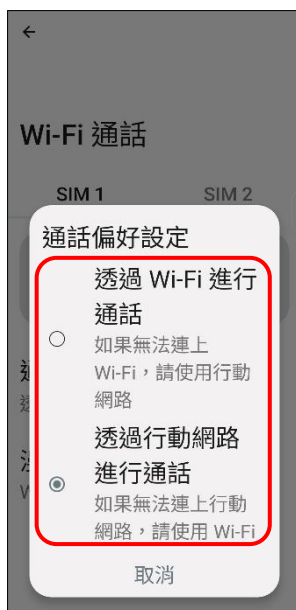 ←
Wi-Fi 通話
SIM 1 SIM 2
通話偏好設定
透過 Wi-Fi 進行
通話
如果無法連上
Wi-Fi，請使用行動
網路
透過行動網路
進行通話
如果無法連上行動
網路，請使用 Wi-Fi
取消